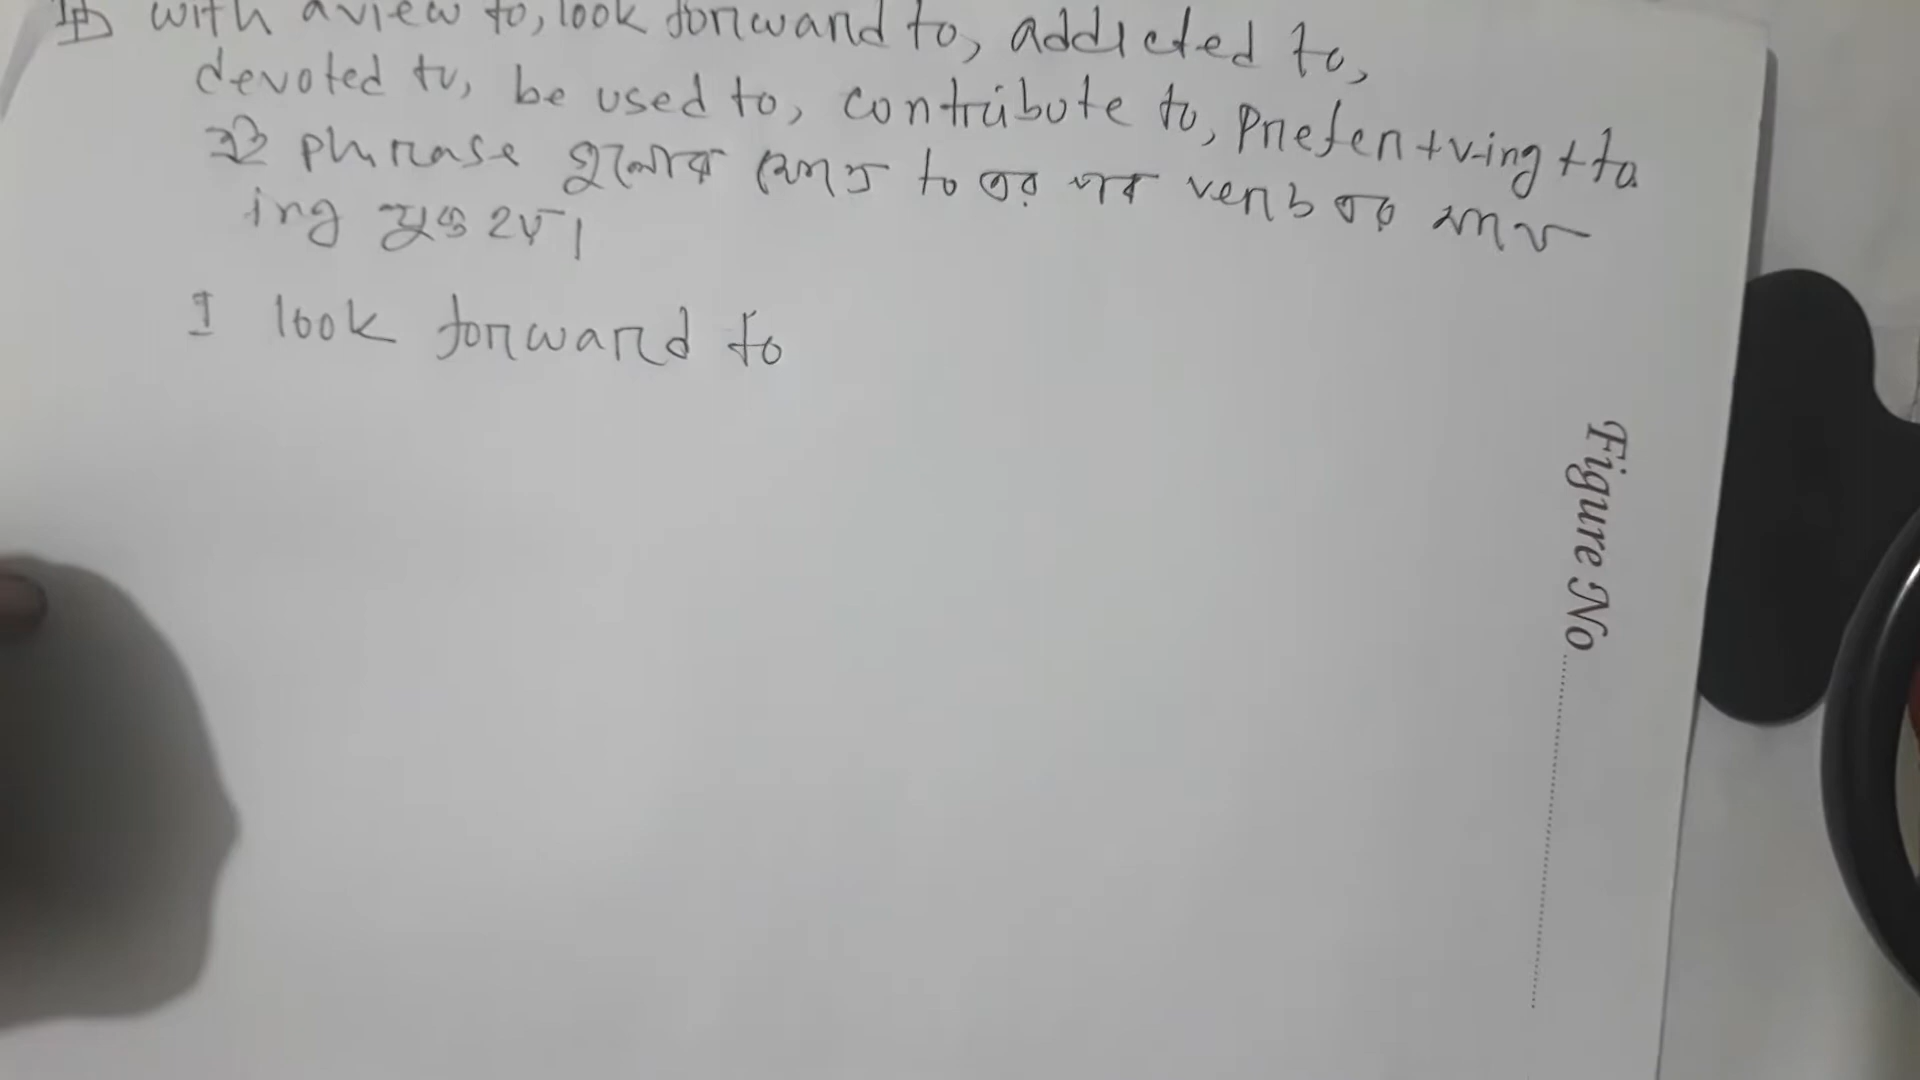 with a view to, look forward to, addicted to,
devoted to, be used to, contribute to, Prefer+v-ing+to
এই phrase গুলোর to এর পর verb এর সাথে
ing যুক্ত হয়।
I look forward to
Figure No